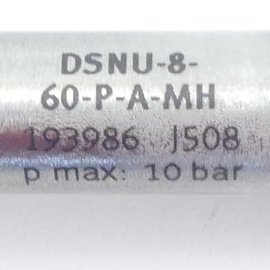 DSNU-8-
60-P-A-MH
193986 J508
p max: 10 bar